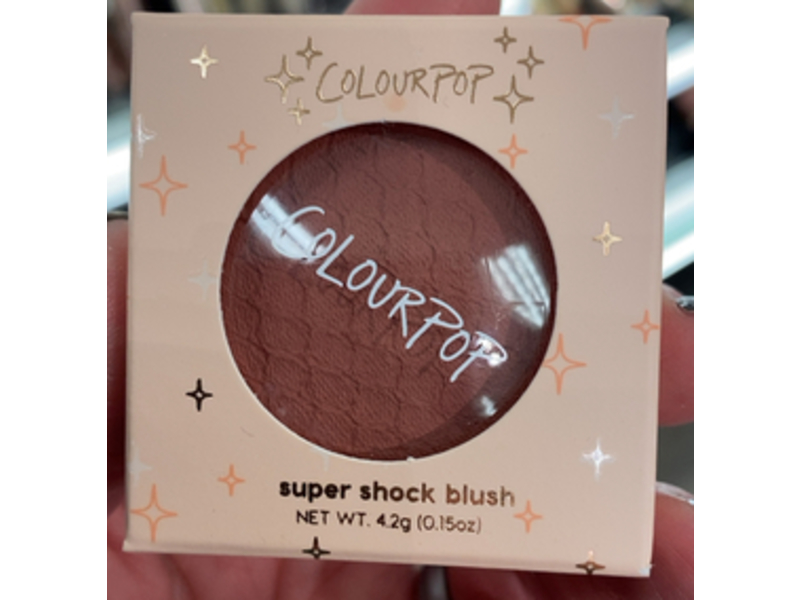 COLOURPOP
COLOURPOP
super shock blush
NET WT. 4.2g (0.15oz)